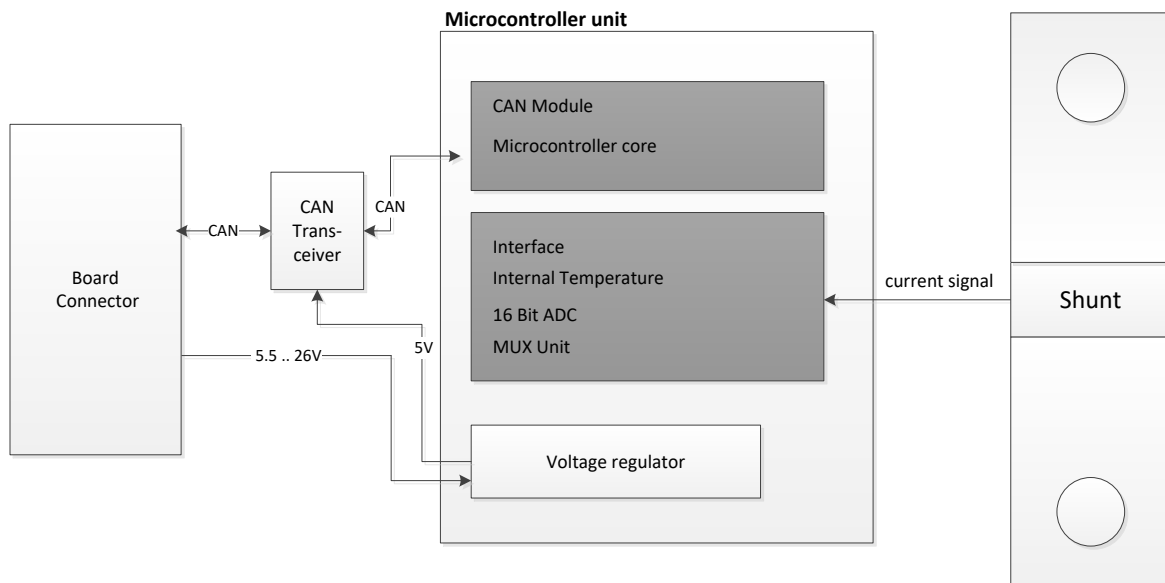 Microcontroller unit
CAN Module
Microcontroller core
Board
Connector
CAN
CAN
Trans-
ceiver
CAN
Interface
Internal Temperature
16 Bit ADC
MUX Unit
current signal
Shunt
5.5 .. 26V
5V
Voltage regulator